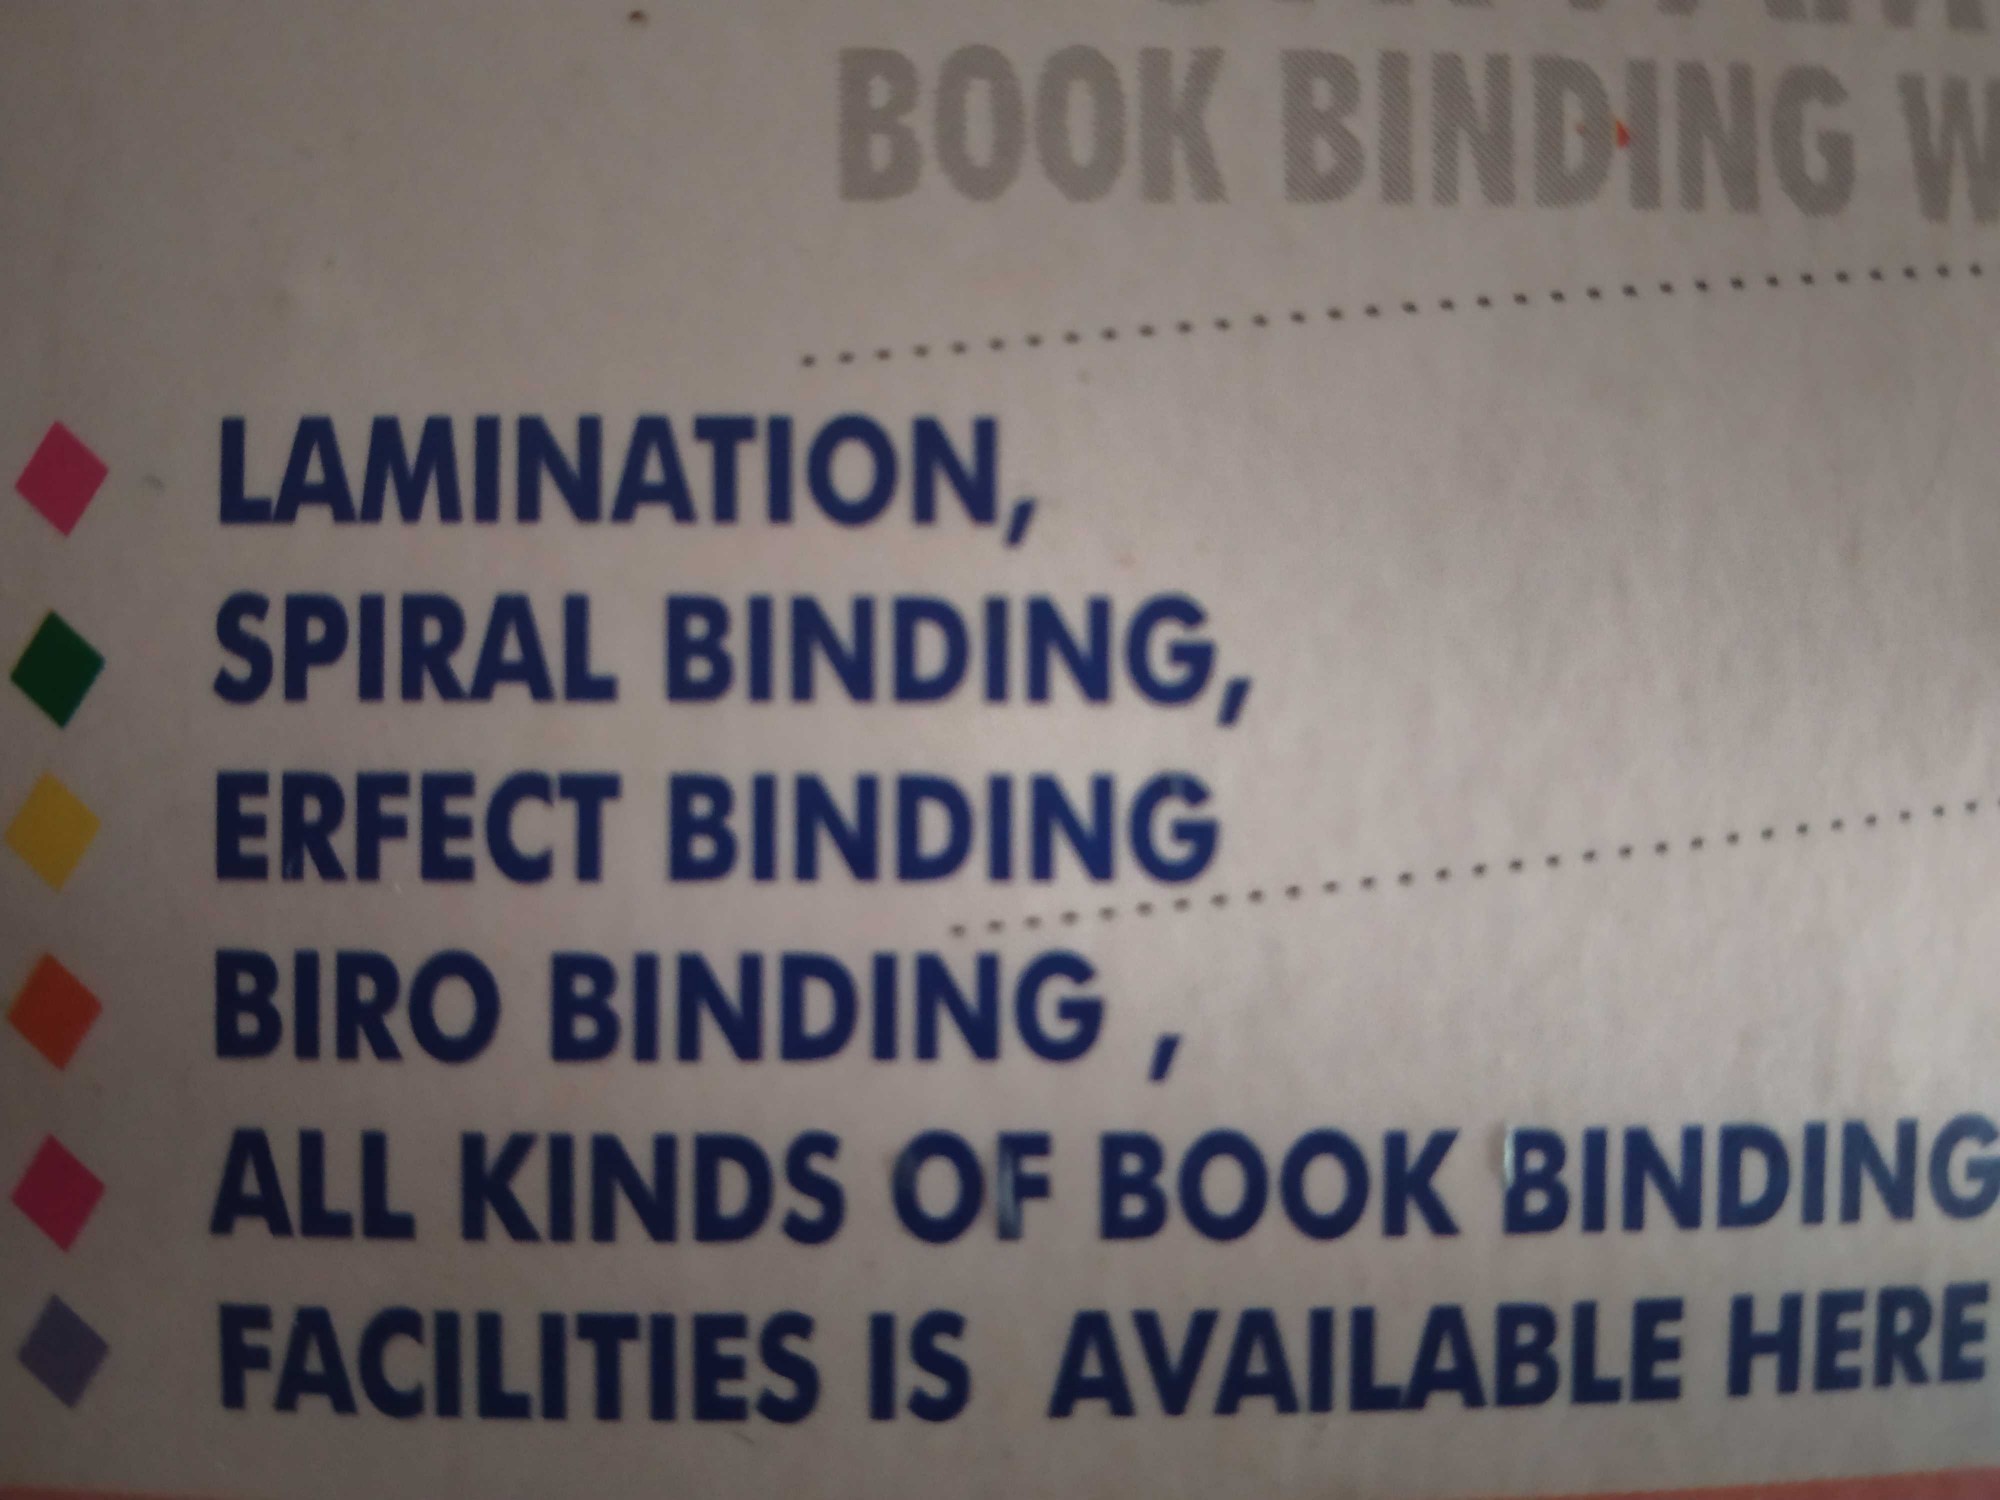 BOOK BINDING
LAMINATION,
SPIRAL BINDING,
ERFECT BINDING
BIRO BINDING ,
ALL KINDS OF BOOK BINDING
FACILITIES IS AVAILABLE HERE